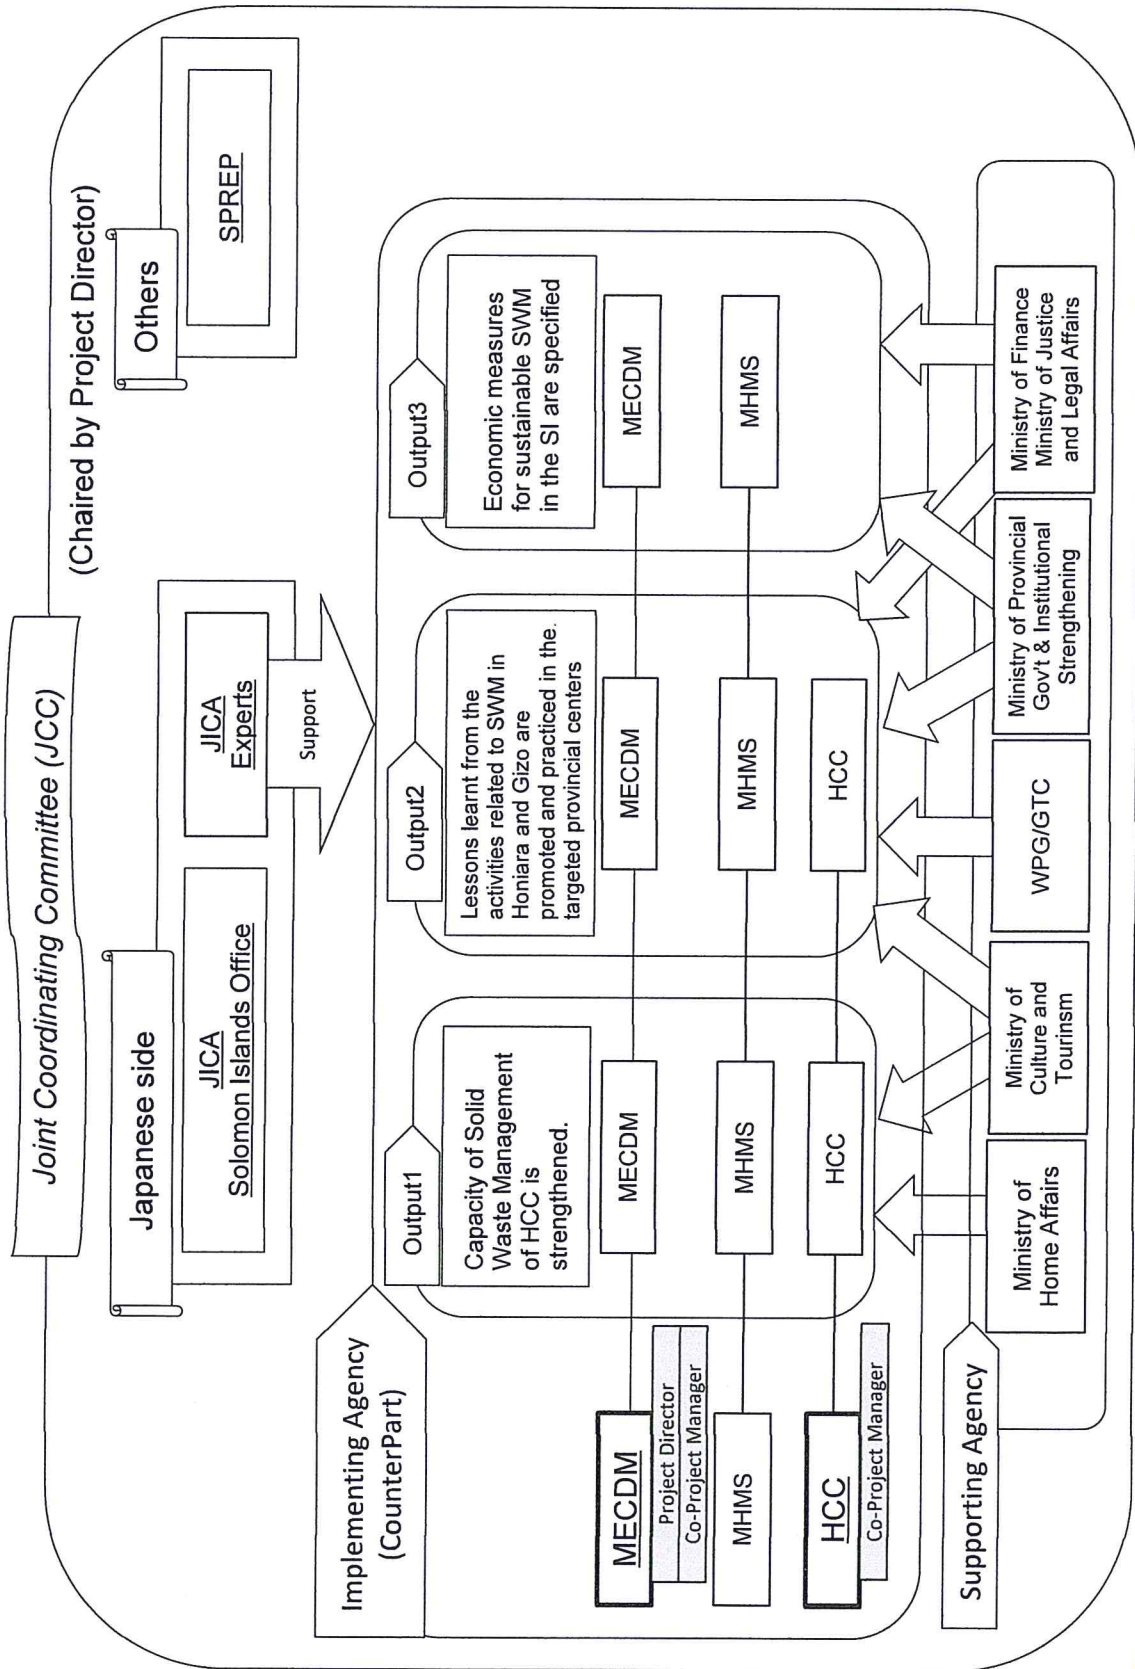 Joint Coordinating Committee (JCC)
(Chaired by Project Director)
Japanese side
JICA
Solomon Islands Office
JICA
Experts
Support
Others
SPREP
Implementing Agency
(CounterPart)
Output1
Capacity of Solid
Waste Management
of HCC is
strengthened.
Output2
Lessons learnt from the
activities related to SWM in
Honiara and Gizo are
promoted and practiced in the.
targeted provincial centers
Output3
Economic measures
for sustainable SWM
in the SI are specified
MECDM
Project Director
Co-Project Manager
MECDM
MECDM
MECDM
MHMS
MHMS
MHMS
MHMS
HCC
Co-Project Manager
HCC
HCC
Supporting Agency
Ministry of
Home Affairs
Ministry of
Culture and
Tourinsm
WPG/GTC
Ministry of Provincial
Gov't & Institutional
Strengthening
Ministry of Finance
Ministry of Justice
and Legal Affairs